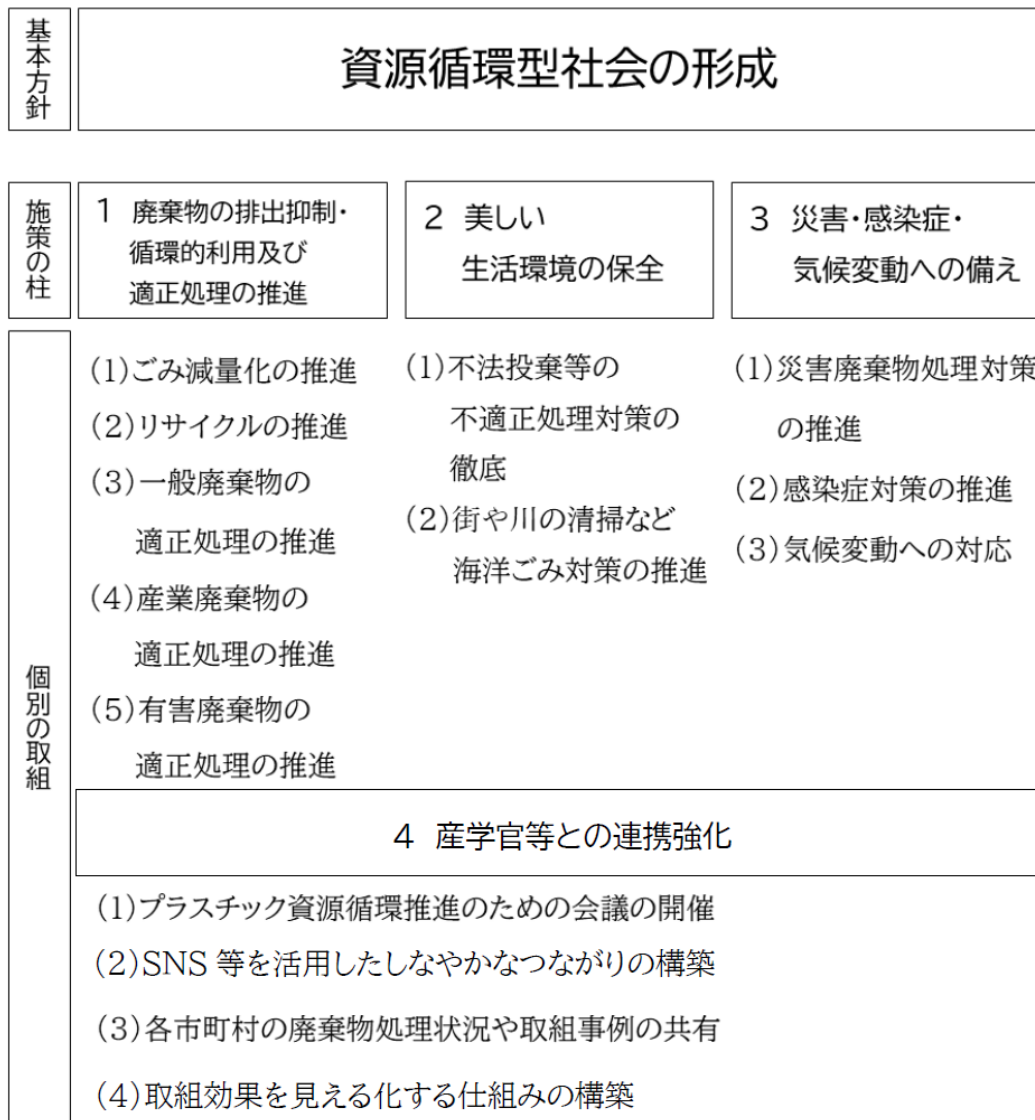 基本方針
資源循環型社会の形成
施策の柱
1 廃棄物の排出抑制・
循環的利用及び
適正処理の推進
2 美しい
生活環境の保全
3 災害・感染症・
気候変動への備え
個別の取組
(1)ごみ減量化の推進
(2)リサイクルの推進
(3)一般廃棄物の
適正処理の推進
(4)産業廃棄物の
適正処理の推進
(5)有害廃棄物の
適正処理の推進
(1)不法投棄等の
不適正処理対策の
徹底
(2)街や川の清掃など
海洋ごみ対策の推進
(1)災害廃棄物処理対策
の推進
(2)感染症対策の推進
(3)気候変動への対応
4 産学官等との連携強化
(1)プラスチック資源循環推進のための会議の開催
(2)SNS 等を活用したしなやかなつながりの構築
(3)各市町村の廃棄物処理状況や取組事例の共有
(4)取組効果を見える化する仕組みの構築